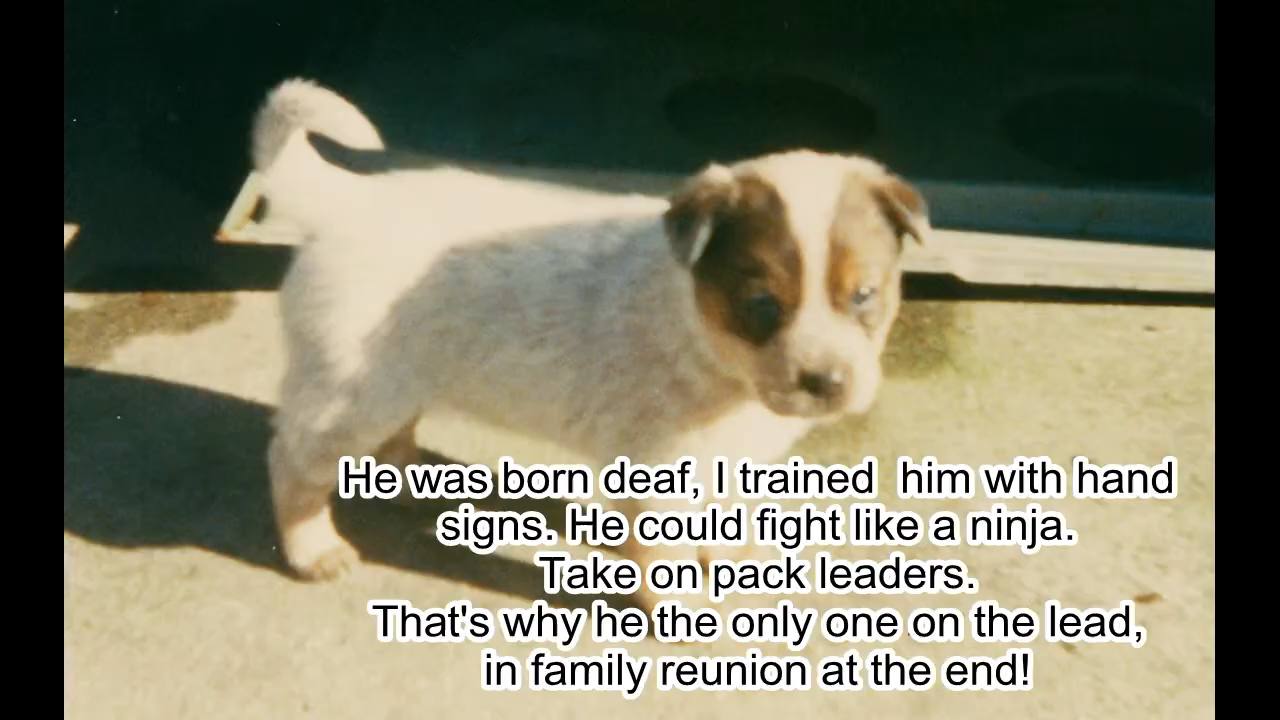 He was born deaf, I trained  him with hand
signs. He could fight like a ninja.
Take on pack leaders.
That's why he the only one on the lead,
in family reunion at the end!